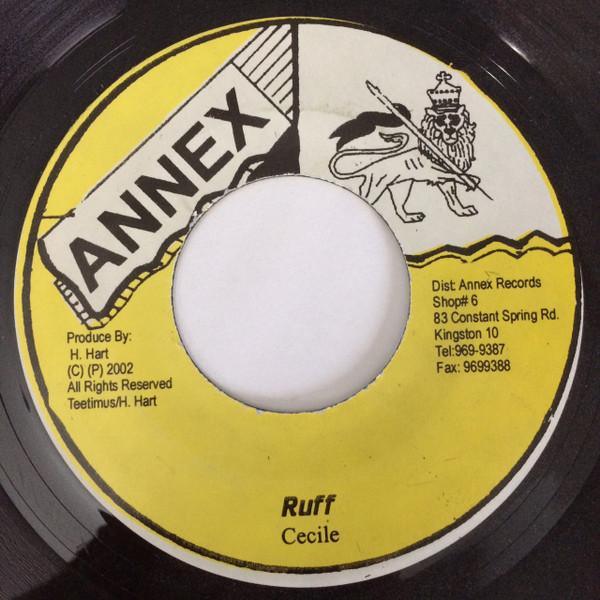 ANNEX
Produce By:
H. Hart
(C) (P) 2002
All Rights Reserved
Teetimus/H. Hart
Dist: Annex Records
Shop# 6
83 Constant Spring Rd.
Kingston 10
Tel:969-9387
Fax: 9699388
Ruff
Cecile